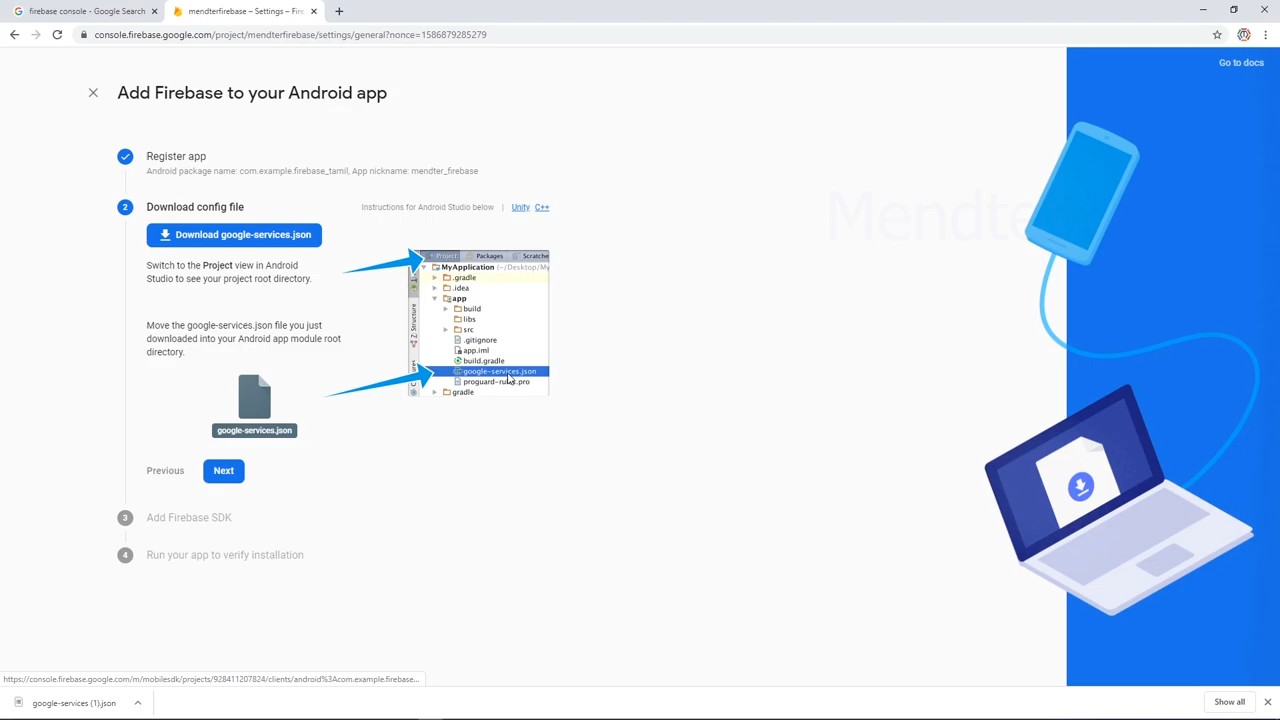 firebase console - Google Search
mendterfirebase – Settings – Fire
console.firebase.google.com/project/mendterfirebase/settings/general?nonce=1586879285279
Go to docs
Add Firebase to your Android app
Register app
Android package name: com.example.firebase_tamil, App nickname: mendter_firebase
2 Download config file
Instructions for Android Studio below | Unity C++
Download google-services.json
Switch to the Project view in Android
Studio to see your project root directory.
Move the google-services.json file you just
downloaded into your Android app module root
directory.
google-services.json
Project Packages Scratche
MyApplication (~/Desktop/My
.gradle
.idea
app
build
libs
src
.gitignore
app.iml
build.gradle
google-services.json
proguard-rules.pro
gradle
Z: Structure
Previous Next
3 Add Firebase SDK
4 Run your app to verify installation
Mendter
https://console.firebase.google.com/m/mobilesdk/projects/928411207824/clients/android%3Acom.example.firebase...
google-services (1).json
Show all